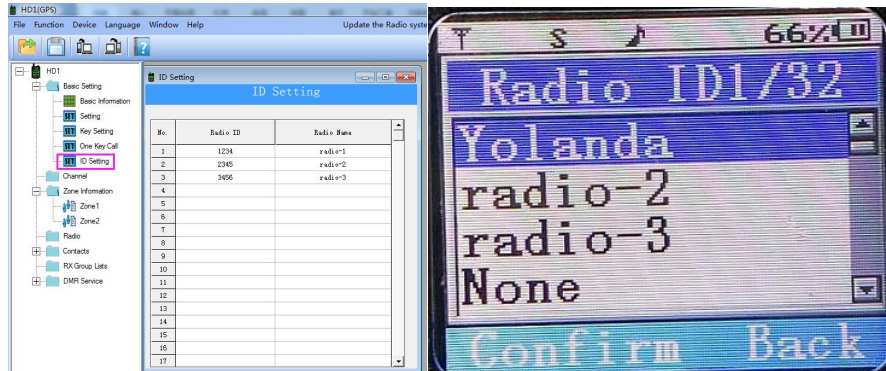 HD1(GPS)
File Function Device Language Window Help Update the Radio syste
HD1
Basic Setting
Basic Information
SET Setting
SET Key Setting
SET One Key Call
SET ID Setting
Channel
Zone Information
Zone1
Zone2
Radio
Contacts
RX Group Lists
DMR Service
ID Setting
ID Setting
No. Radio ID Radio Name
1 1234 radio-1
2 2345 radio-2
3 3456 radio-3
4
5
6
7
8
9
10
11
12
13
14
15
16
17
S 66%
Radio ID1/32
Yolanda
radio-2
radio-3
None
Confirm Back